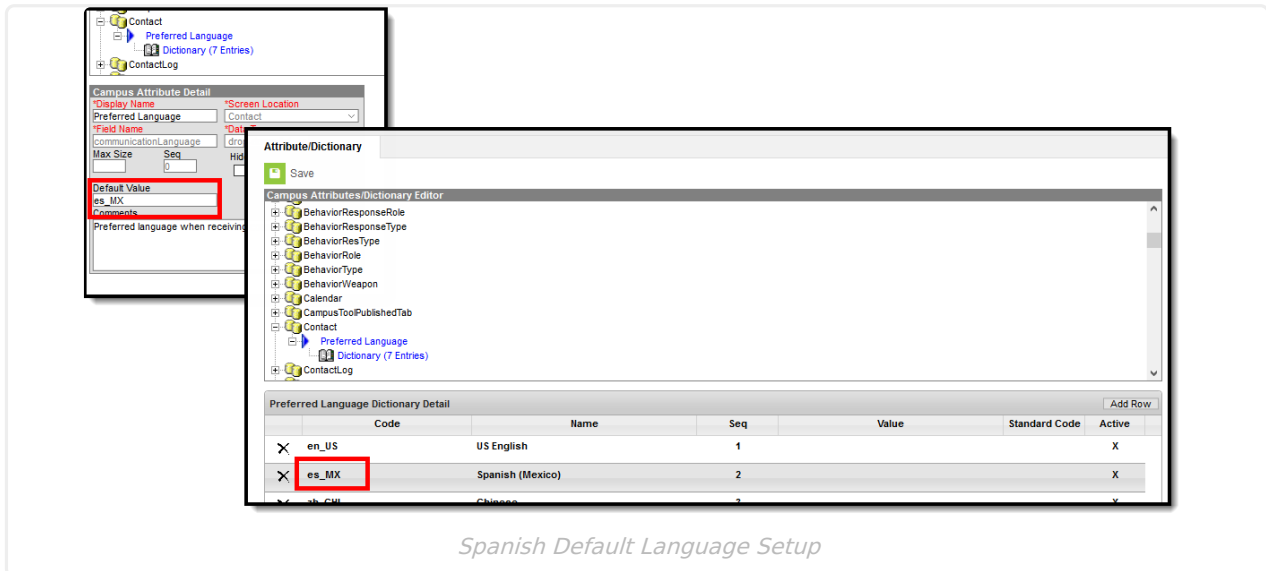 Contact
Preferred Language
Dictionary (7 Entries)
ContactLog
Campus Attribute Detail
*Display Name *Screen Location
Preferred Language Contact
*Field Name
communicationLanguage
Max Size Seq
0
Default Value
es_MX
Comments
Preferred language when receiving
Attribute/Dictionary
Save
Campus Attributes/Dictionary Editor
BehaviorResponseRole
BehaviorResponseType
BehaviorResType
BehaviorRole
BehaviorType
BehaviorWeapon
Calendar
CampusToolPublishedTab
Contact
Preferred Language
Dictionary (7 Entries)
ContactLog
Preferred Language Dictionary Detail Add Row
Code Name Seq Value Standard Code Active
X en_US US English 1 X
X es_MX Spanish (Mexico) 2 X
zh_CHI Chinese 3 X
Spanish Default Language Setup